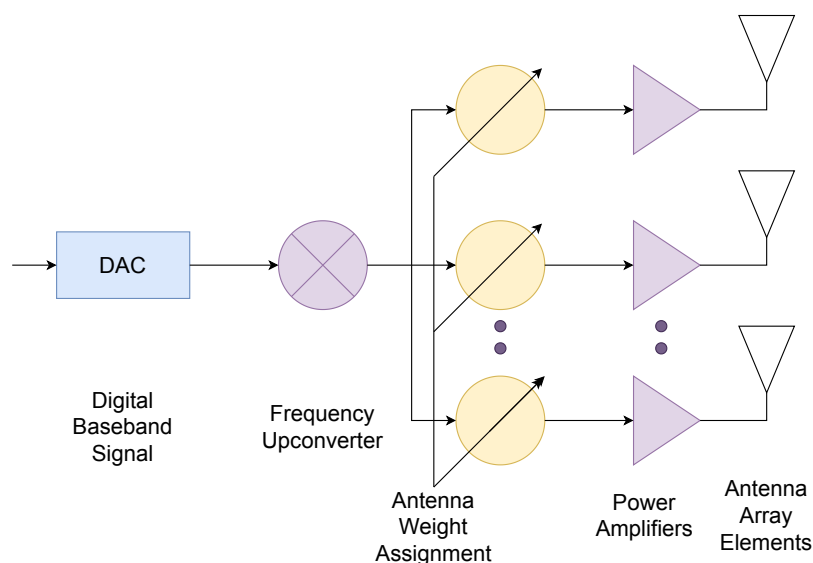 DAC
Digital
Baseband
Signal
Frequency
Upconverter
Antenna
Weight
Assignment
Power
Amplifiers
Antenna
Array
Elements